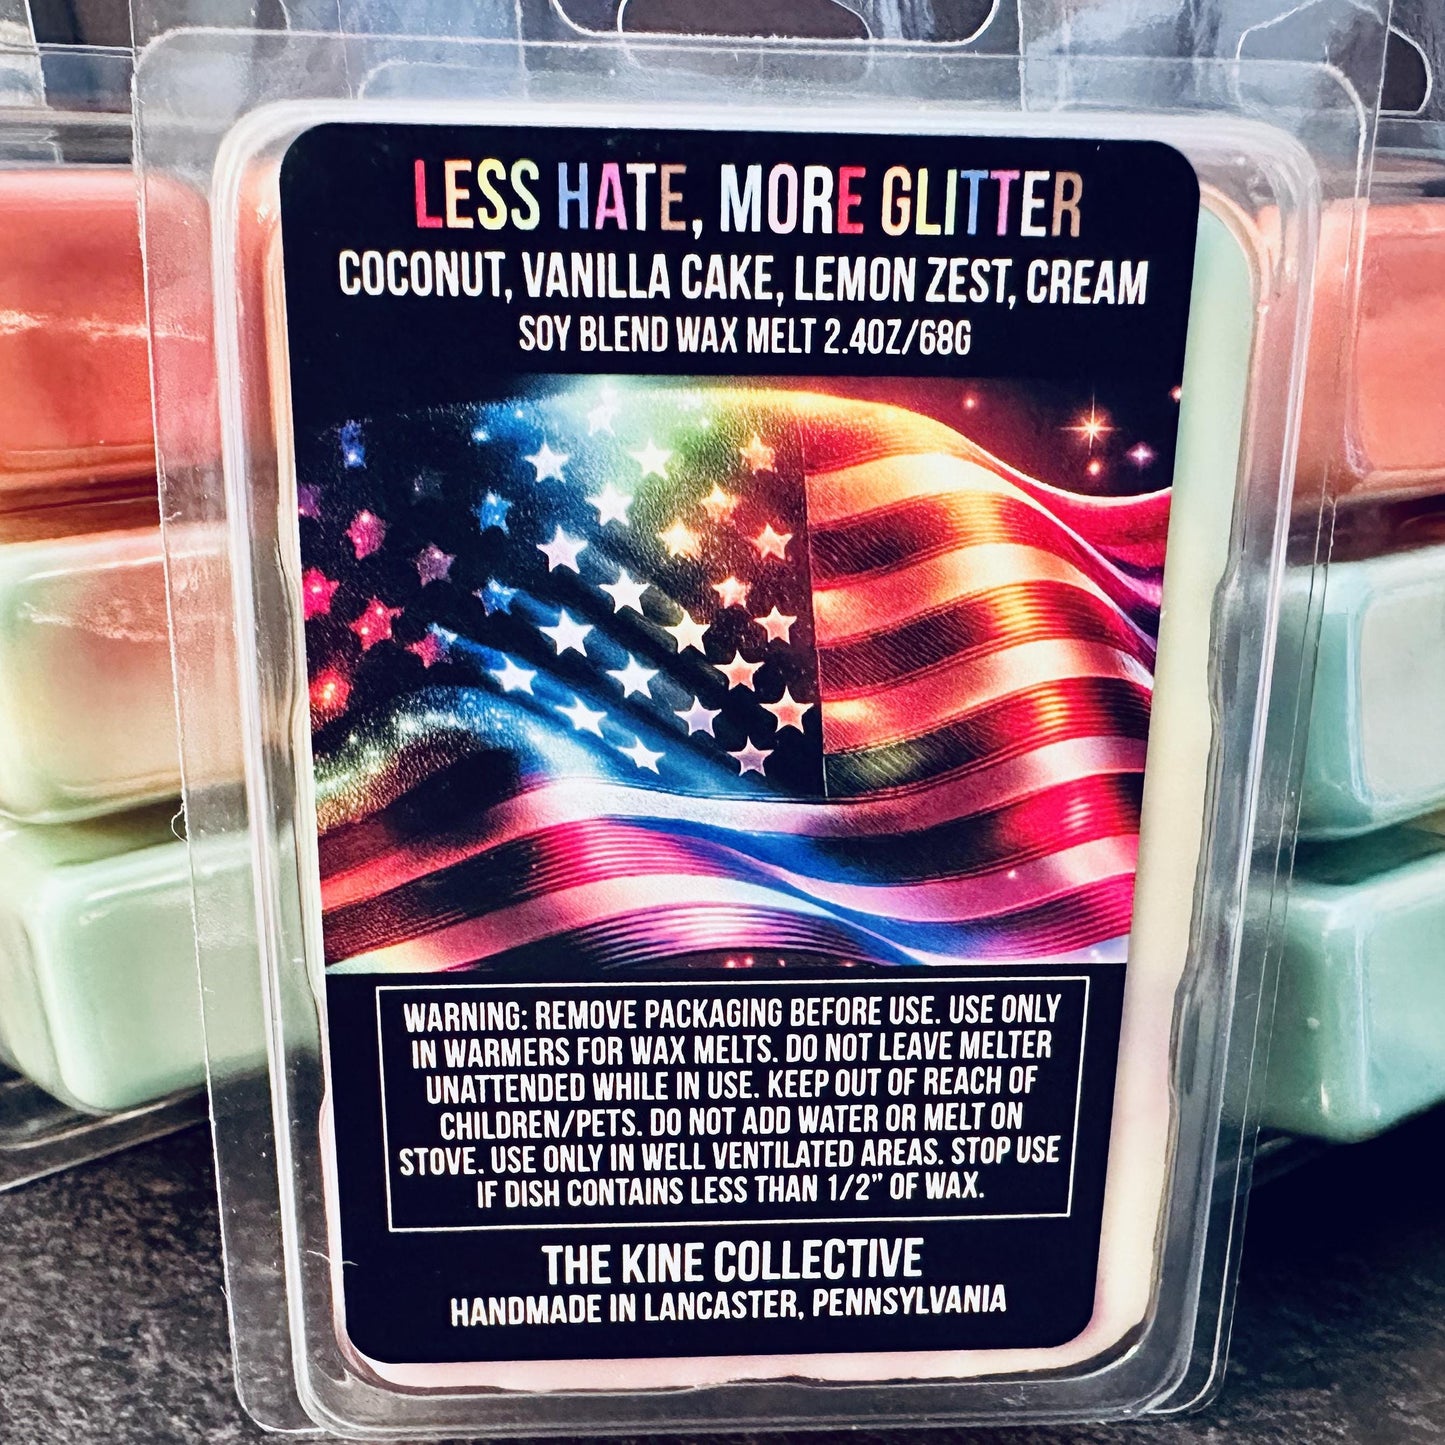 LESS HATE, MORE GLITTER
COCONUT, VANILLA CAKE, LEMON ZEST, CREAM
SOY BLEND WAX MELT 2.4OZ/68G
WARNING: REMOVE PACKAGING BEFORE USE. USE ONLY
IN WARMERS FOR WAX MELTS. DO NOT LEAVE MELTER
UNATTENDED WHILE IN USE. KEEP OUT OF REACH OF
CHILDREN/PETS. DO NOT ADD WATER OR MELT ON
STOVE. USE ONLY IN WELL VENTILATED AREAS. STOP USE
IF DISH CONTAINS LESS THAN 1/2” OF WAX.
THE KINE COLLECTIVE
HANDMADE IN LANCASTER, PENNSYLVANIA